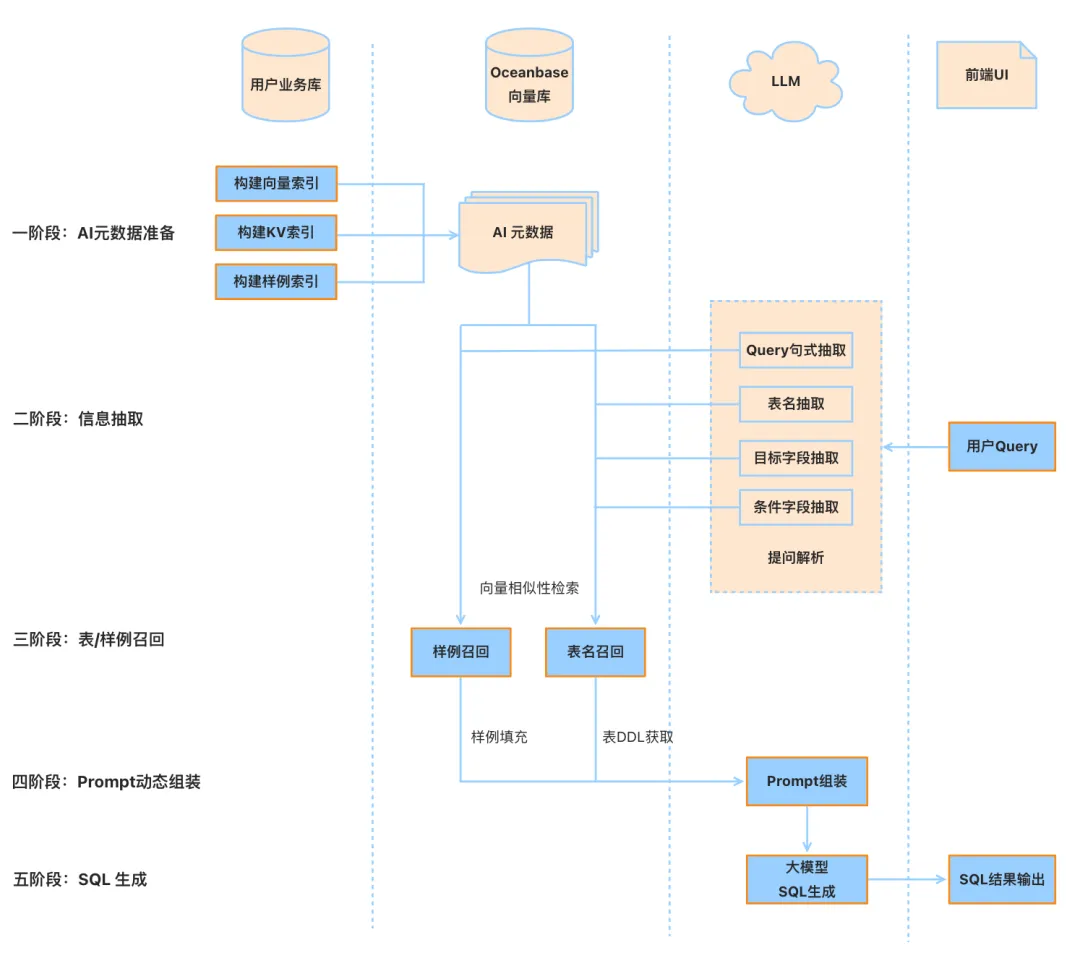 用户业务库
Oceanbase
向量库
LLM
前端UI
一阶段：AI元数据准备
构建向量索引
构建KV索引
构建样例索引
AI 元数据
二阶段：信息抽取
Query句式抽取
表名抽取
目标字段抽取
条件字段抽取
提问解析
用户Query
向量相似性检索
三阶段：表/样例召回
样例召回
表名召回
样例填充
表DDL获取
四阶段：Prompt动态组装
Prompt组装
五阶段：SQL 生成
大模型
SQL生成
SQL结果输出